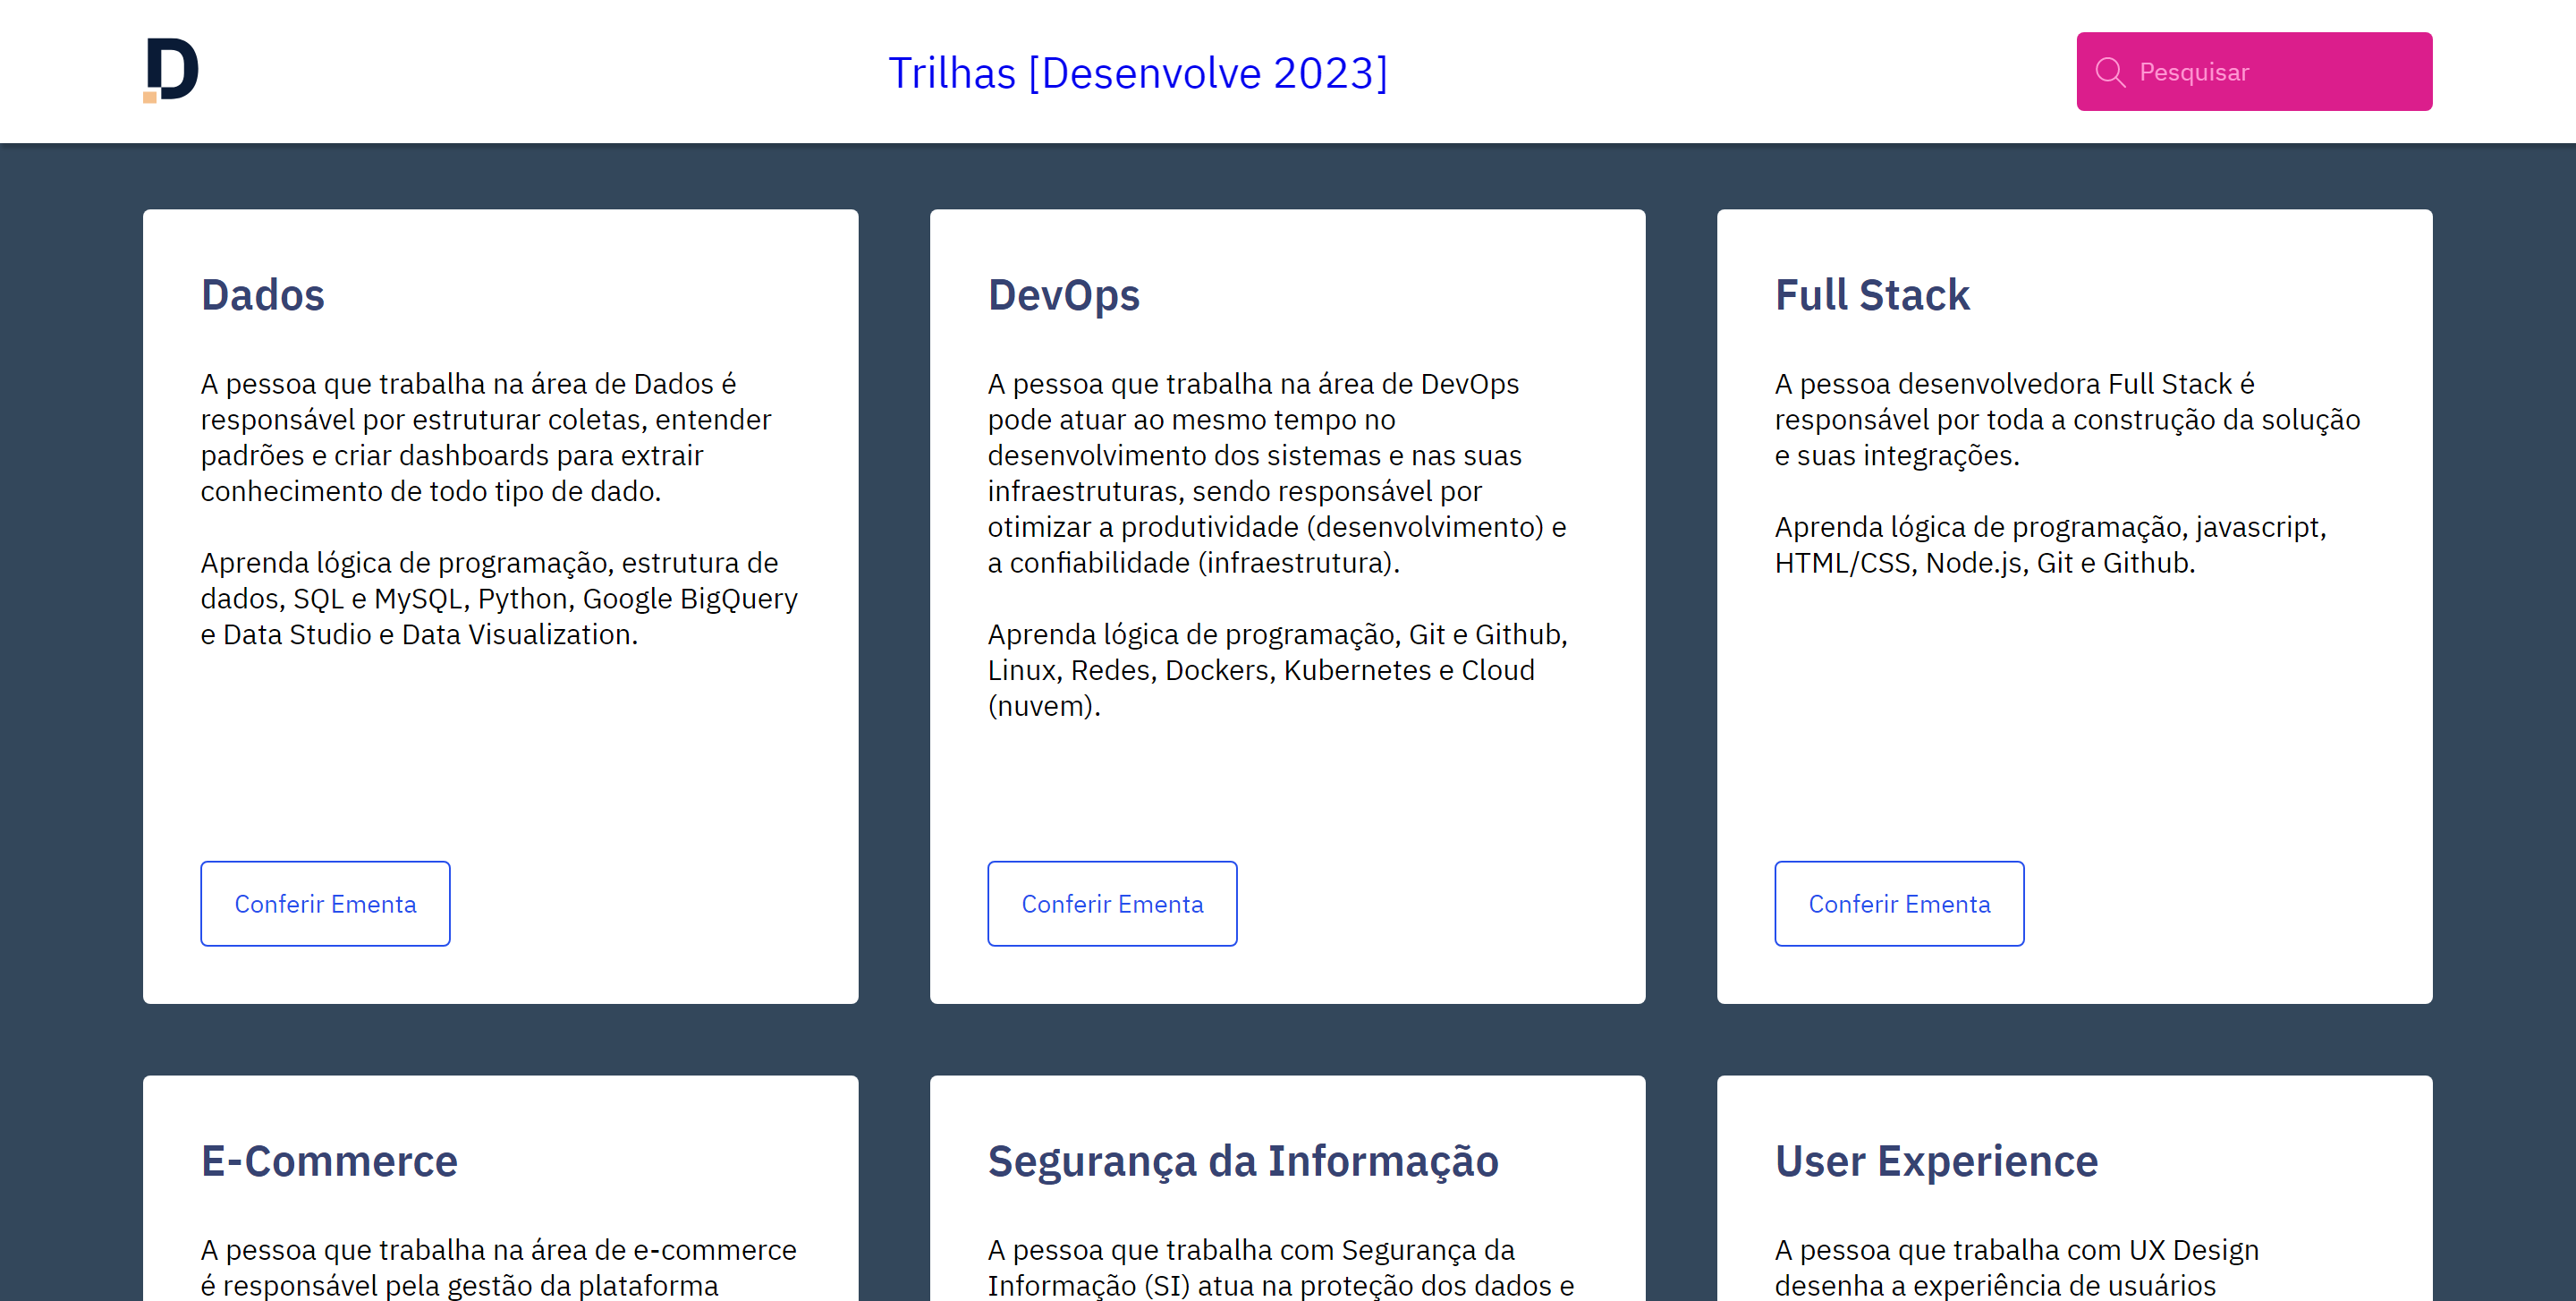 D
Trilhas [Desenvolve 2023]
Pesquisar
Dados
A pessoa que trabalha na área de Dados é
responsável por estruturar coletas, entender
padrões e criar dashboards para extrair
conhecimento de todo tipo de dado.
Aprenda lógica de programação, estrutura de
dados, SQL e MySQL, Python, Google BigQuery
e Data Studio e Data Visualization.
Conferir Ementa
DevOps
A pessoa que trabalha na área de DevOps
pode atuar ao mesmo tempo no
desenvolvimento dos sistemas e nas suas
infraestruturas, sendo responsável por
otimizar a produtividade (desenvolvimento) e
a confiabilidade (infraestrutura).
Aprenda lógica de programação, Git e Github,
Linux, Redes, Dockers, Kubernetes e Cloud
(nuvem).
Conferir Ementa
Full Stack
A pessoa desenvolvedora Full Stack é
responsável por toda a construção da solução
e suas integrações.
Aprenda lógica de programação, javascript,
HTML/CSS, Node.js, Git e Github.
Conferir Ementa
E-Commerce
A pessoa que trabalha na área de e-commerce
é responsável pela gestão da plataforma
Segurança da Informação
A pessoa que trabalha com Segurança da
Informação (SI) atua na proteção dos dados e
User Experience
A pessoa que trabalha com UX Design
desenha a experiência de usuários